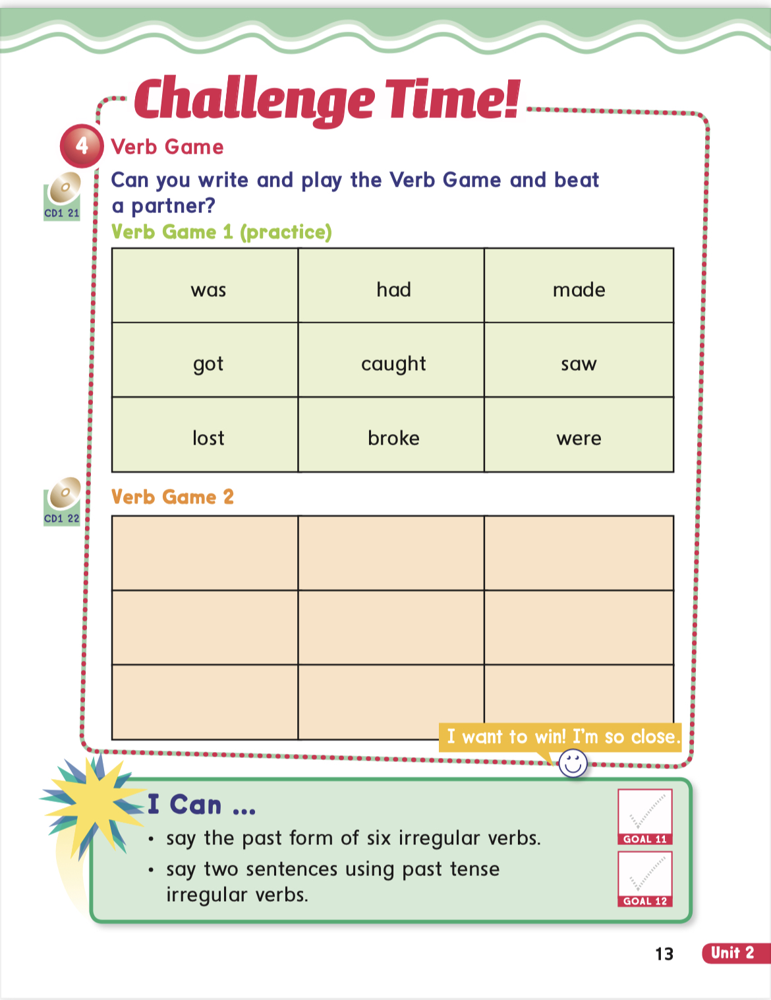 Challenge Time!
4 Verb Game
CD1 21
Can you write and play the Verb Game and beat
a partner?
Verb Game 1 (practice)
was had made
got caught saw
lost broke were
CD1 22
Verb Game 2
I want to win! I'm so close.
I Can ...
• say the past form of six irregular verbs.
GOAL 11
• say two sentences using past tense
irregular verbs.
GOAL 12
13 Unit 2